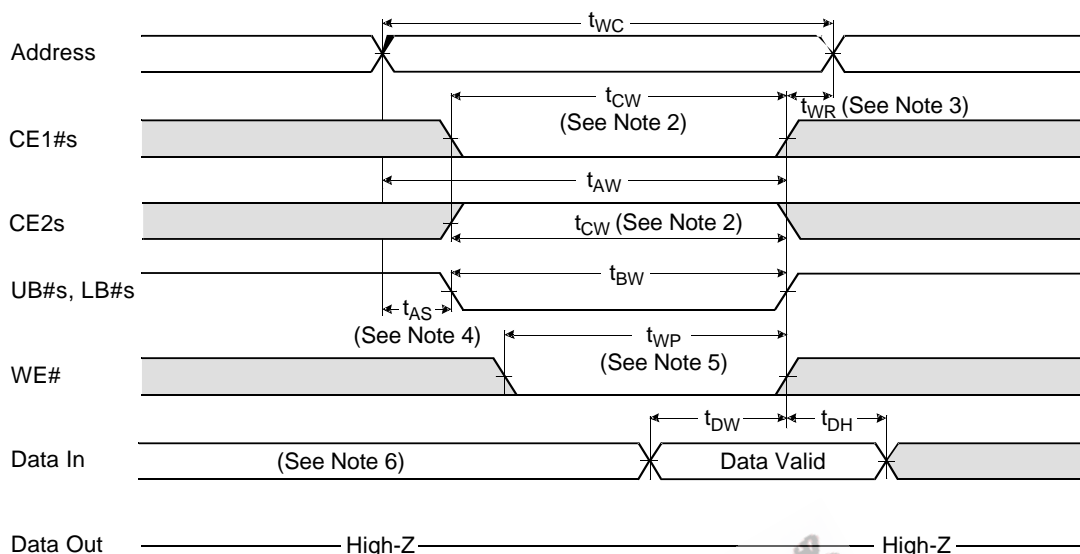 tWC
Address
tCW
(See Note 2)
tWR (See Note 3)
CE1#s
tAW
CE2s
tCW (See Note 2)
tBW
UB#s, LB#s
tAS
(See Note 4)
tWP
(See Note 5)
WE#
tDW
tDH
Data In
(See Note 6)
Data Valid
Data Out
High-Z
High-Z